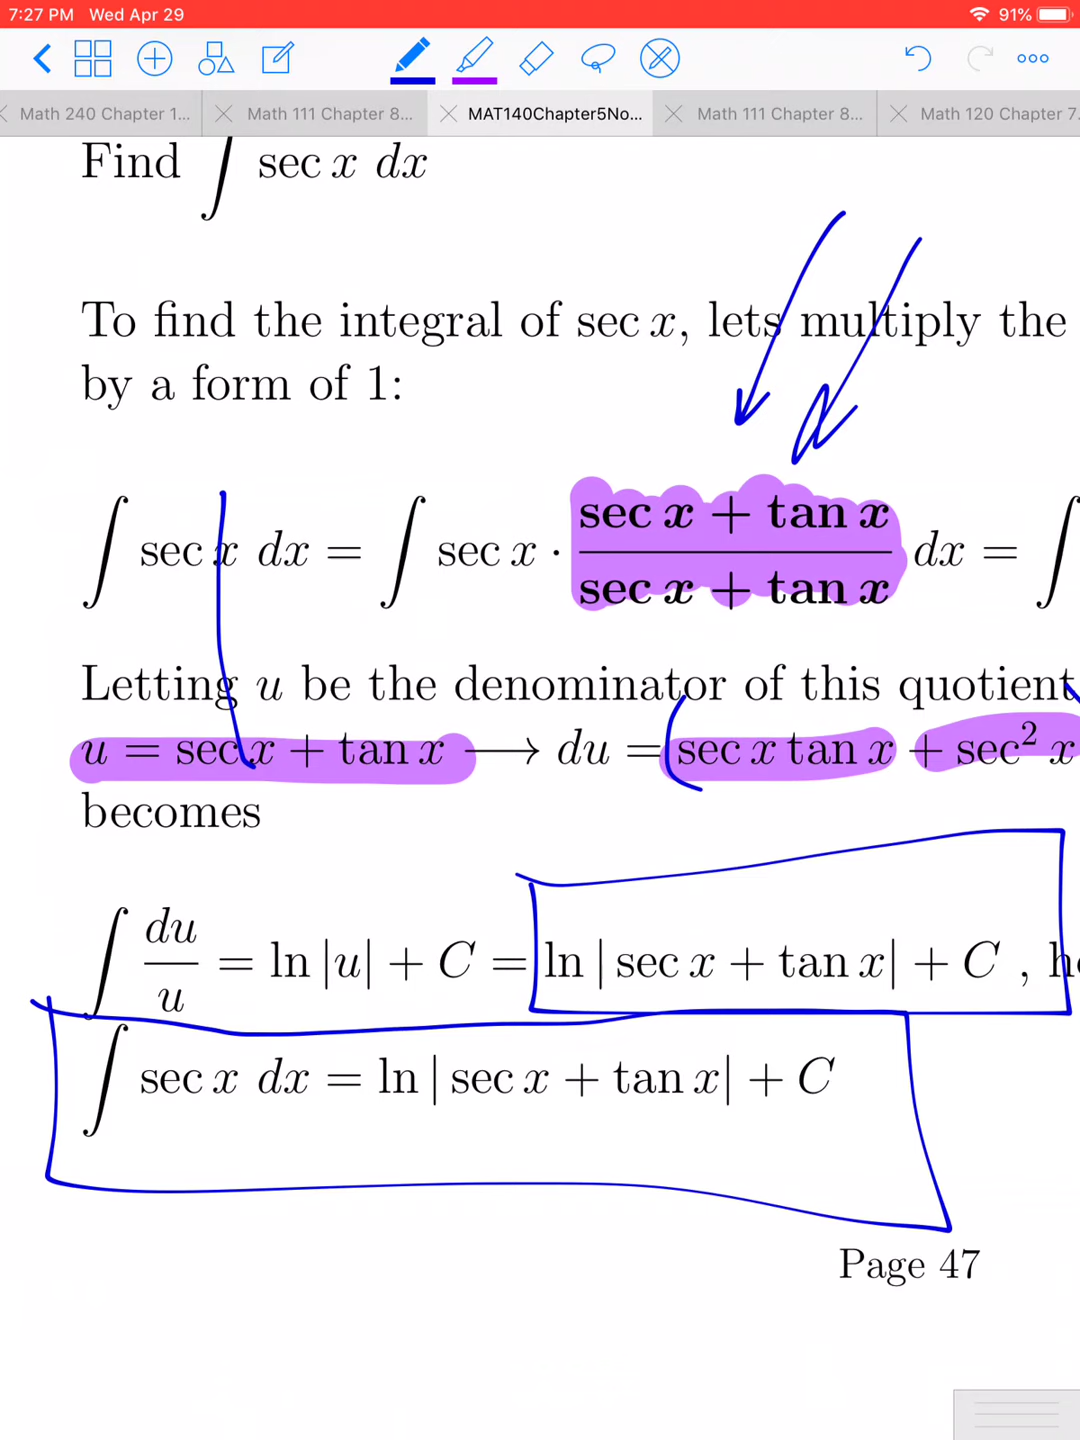 7:27 PM Wed Apr 29 91%
Math 240 Chapter 1... Math 111 Chapter 8... MAT140Chapter5No... Math 111 Chapter 8... Math 120 Chapter 7.
Find ∫ sec x dx
To find the integral of sec x, lets multiply the
by a form of 1:
∫ sec x dx = ∫ sec x · (sec x + tan x)/(sec x + tan x) dx = ∫
Letting u be the denominator of this quotient
u = sec x + tan x ⟶ du = sec x tan x + sec² x
becomes
∫ du/u = ln |u| + C = ln | sec x + tan x| + C ,
∫ sec x dx = ln | sec x + tan x| + C
Page 47